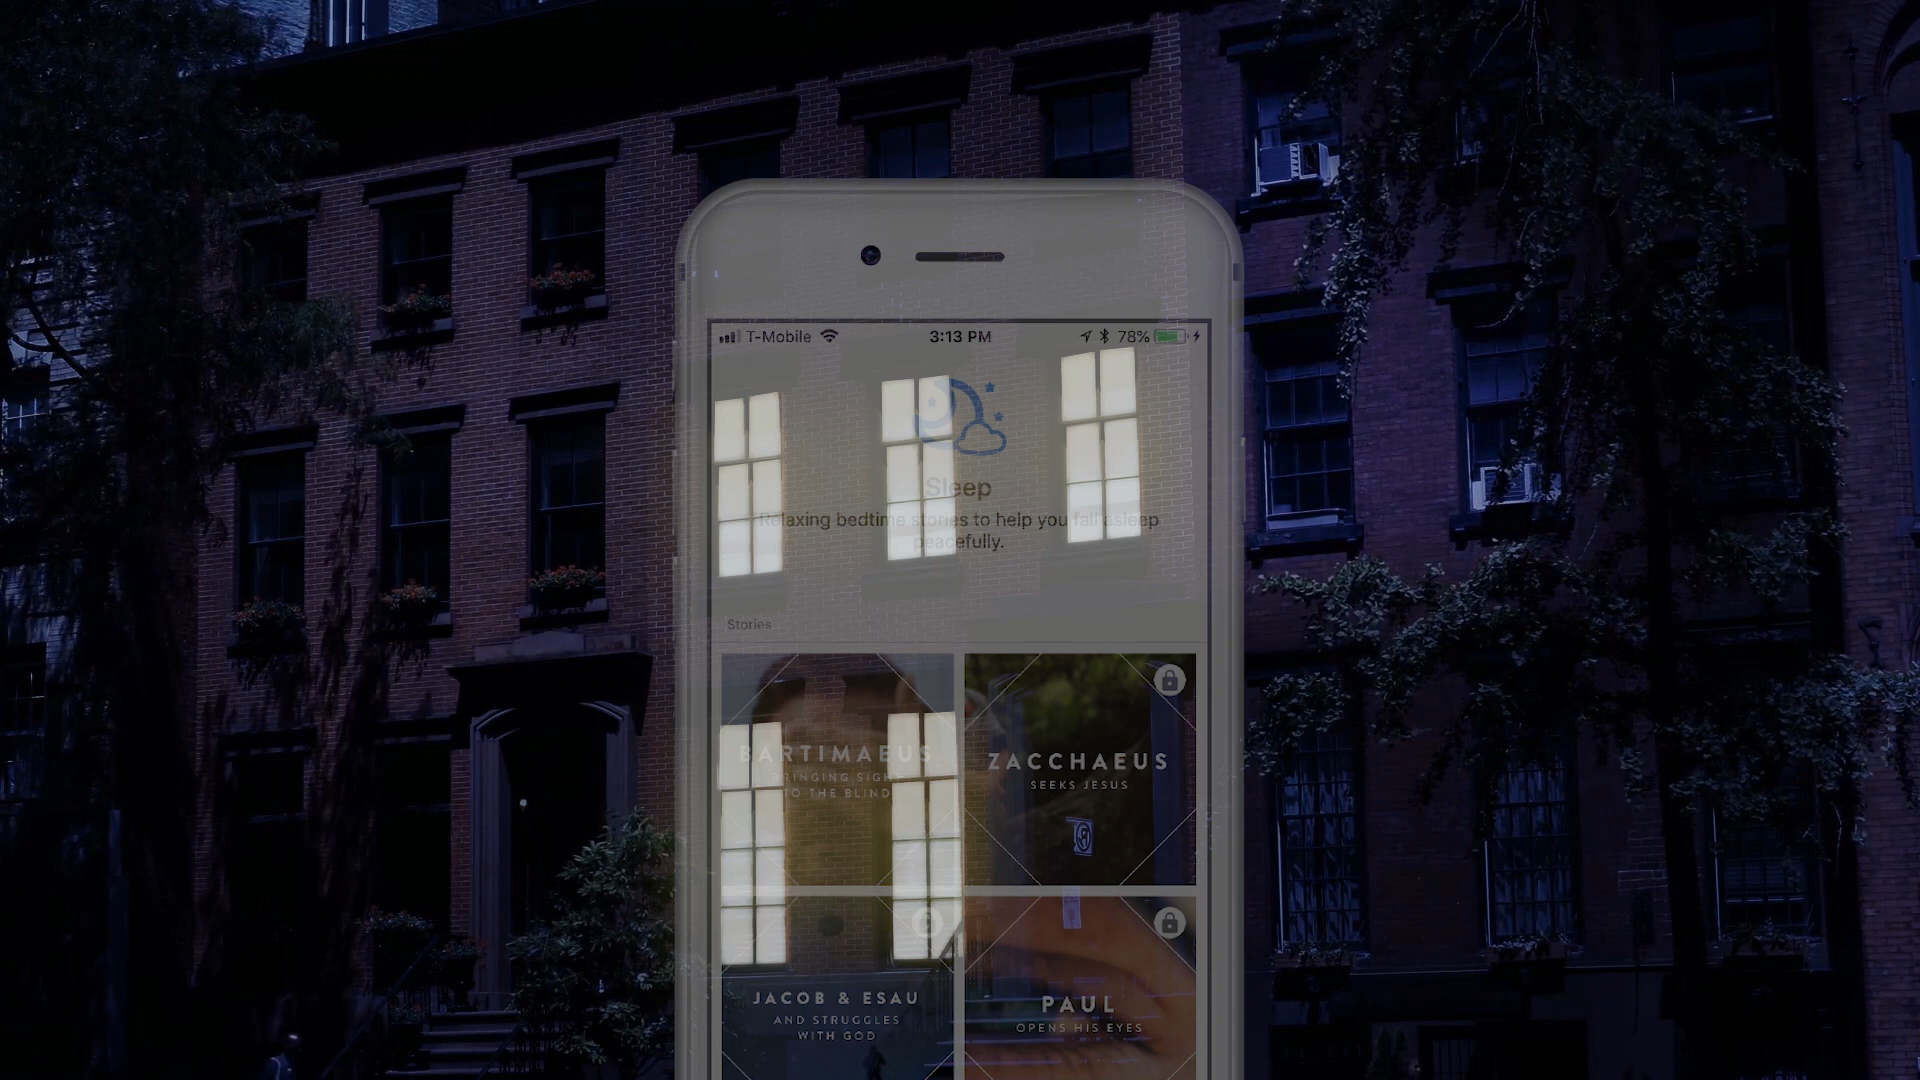 T-Mobile 3:13 PM 78%
Sleep
Relaxing bedtime stories to help you fall asleep
peacefully.
Stories
BARTIMAEUS
BRINGING SIGHT
TO THE BLIND
ZACCHAEUS
SEEKS JESUS
JACOB & ESAU
AND STRUGGLES
WITH GOD
PAUL
OPENS HIS EYES